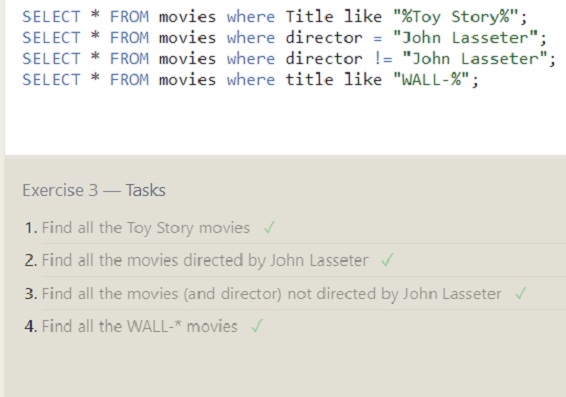 SELECT * FROM movies where Title like "%Toy Story%";
SELECT * FROM movies where director = "John Lasseter";
SELECT * FROM movies where director != "John Lasseter";
SELECT * FROM movies where title like "WALL-%";
Exercise 3 — Tasks
1. Find all the Toy Story movies ✓
2. Find all the movies directed by John Lasseter ✓
3. Find all the movies (and director) not directed by John Lasseter ✓
4. Find all the WALL-* movies ✓